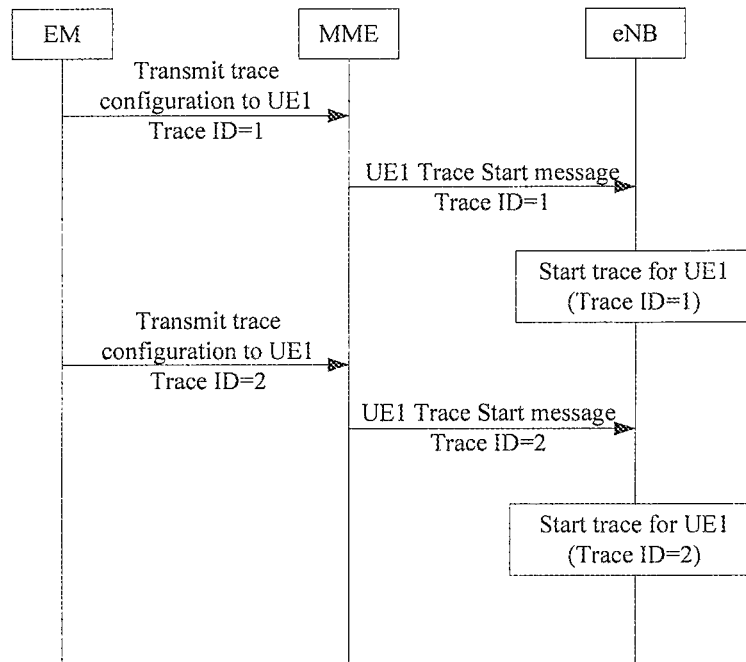 EM
MME
eNB
Transmit trace
configuration to UE1
Trace ID=1
UE1 Trace Start message
Trace ID=1
Start trace for UE1
(Trace ID=1)
Transmit trace
configuration to UE1
Trace ID=2
UE1 Trace Start message
Trace ID=2
Start trace for UE1
(Trace ID=2)